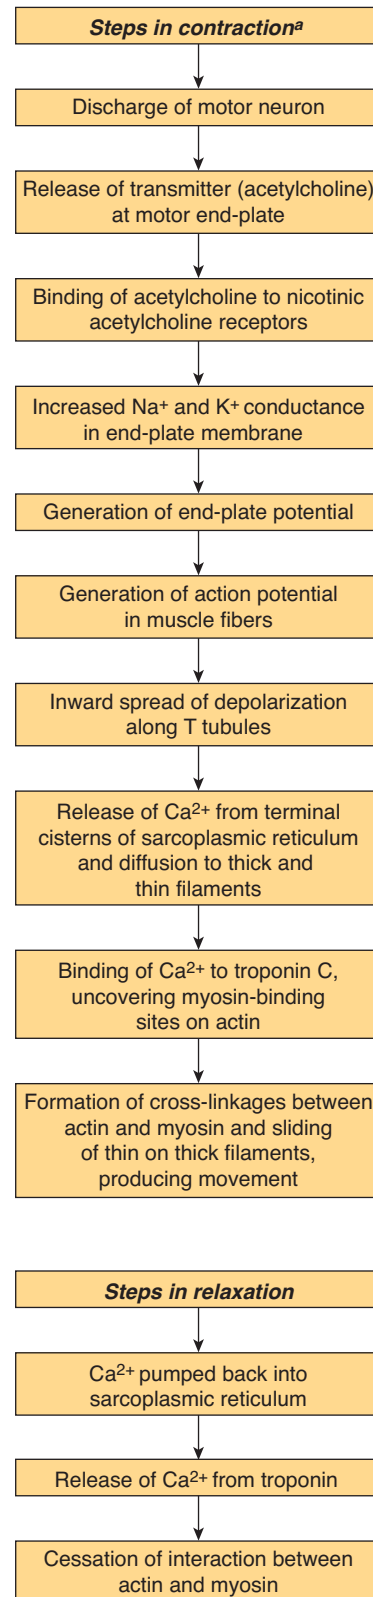 Steps in contractionᵃ
Discharge of motor neuron
Release of transmitter (acetylcholine)
at motor end-plate
Binding of acetylcholine to nicotinic
acetylcholine receptors
Increased Na⁺ and K⁺ conductance
in end-plate membrane
Generation of end-plate potential
Generation of action potential
in muscle fibers
Inward spread of depolarization
along T tubules
Release of Ca²⁺ from terminal
cisterns of sarcoplasmic reticulum
and diffusion to thick and
thin filaments
Binding of Ca²⁺ to troponin C,
uncovering myosin-binding
sites on actin
Formation of cross-linkages between
actin and myosin and sliding
of thin on thick filaments,
producing movement
Steps in relaxation
Ca²⁺ pumped back into
sarcoplasmic reticulum
Release of Ca²⁺ from troponin
Cessation of interaction between
actin and myosin